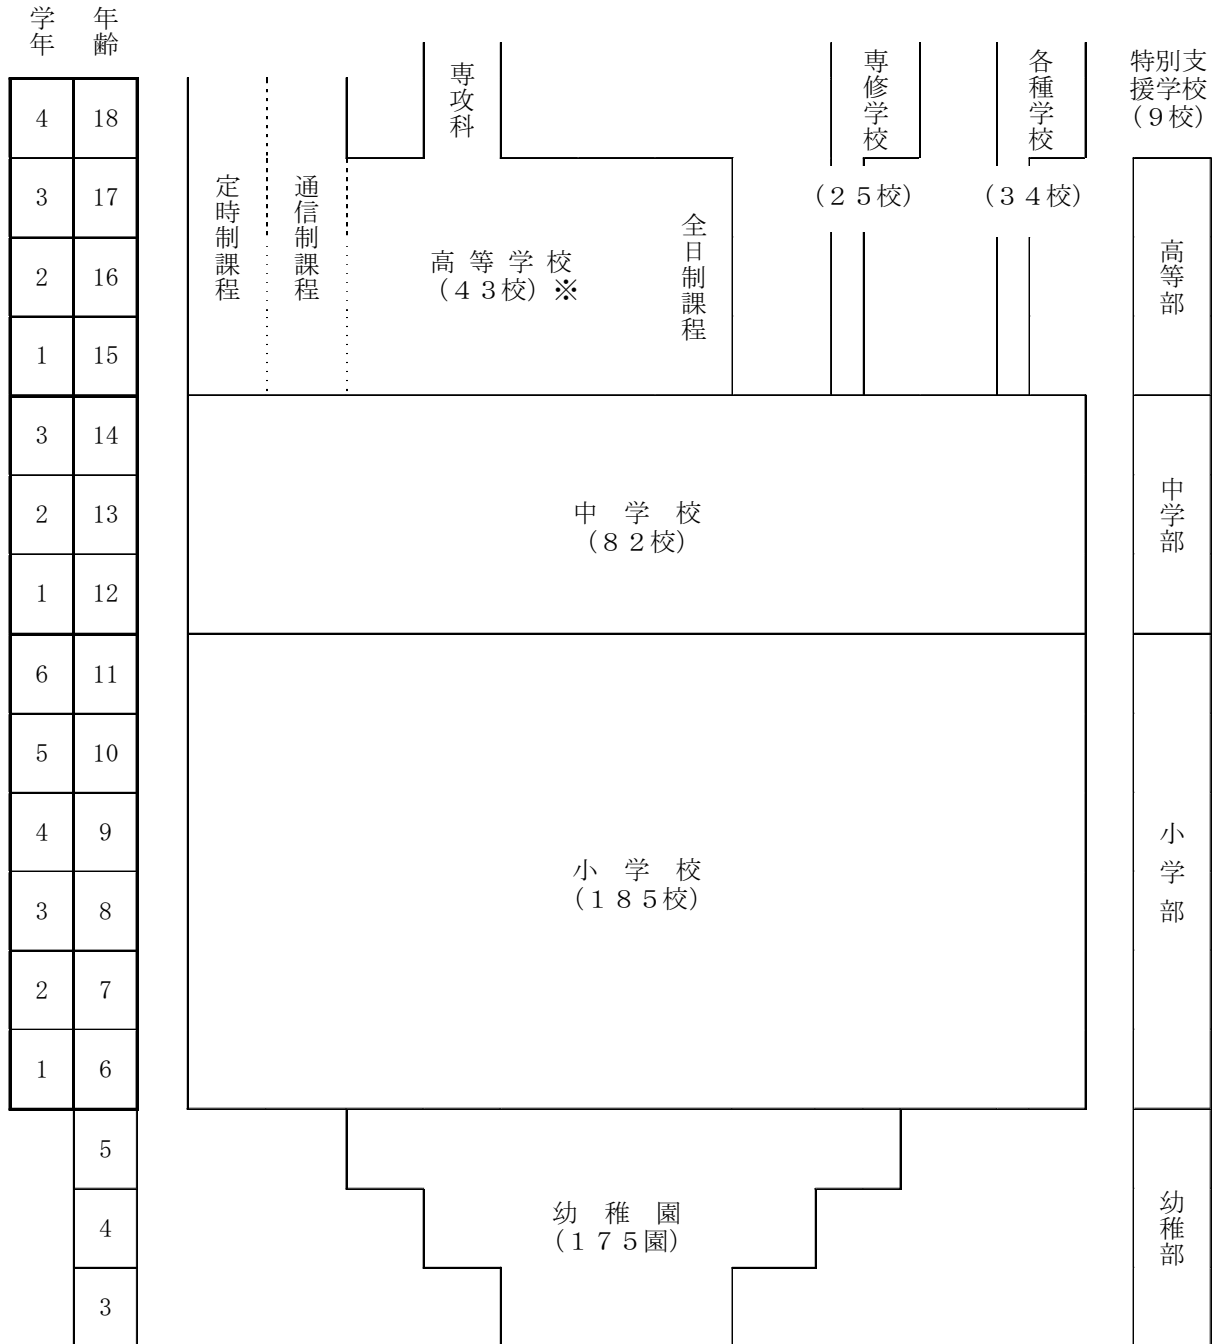 学年
年齢
専攻科
専修学校
各種学校
特別支
援学校
（９校）
4 18
3 17
2 16
1 15
定時制課程
通信制課程
高等学校
（４３校）※
全日制課程
（２５校）
（３４校）
高等部
3 14
2 13
1 12
中学校
（８２校）
中学部
6 11
5 10
4 9
3 8
2 7
1 6
小学校
（１８５校）
小学部
5
4
3
幼稚園
（１７５園）
幼稚部